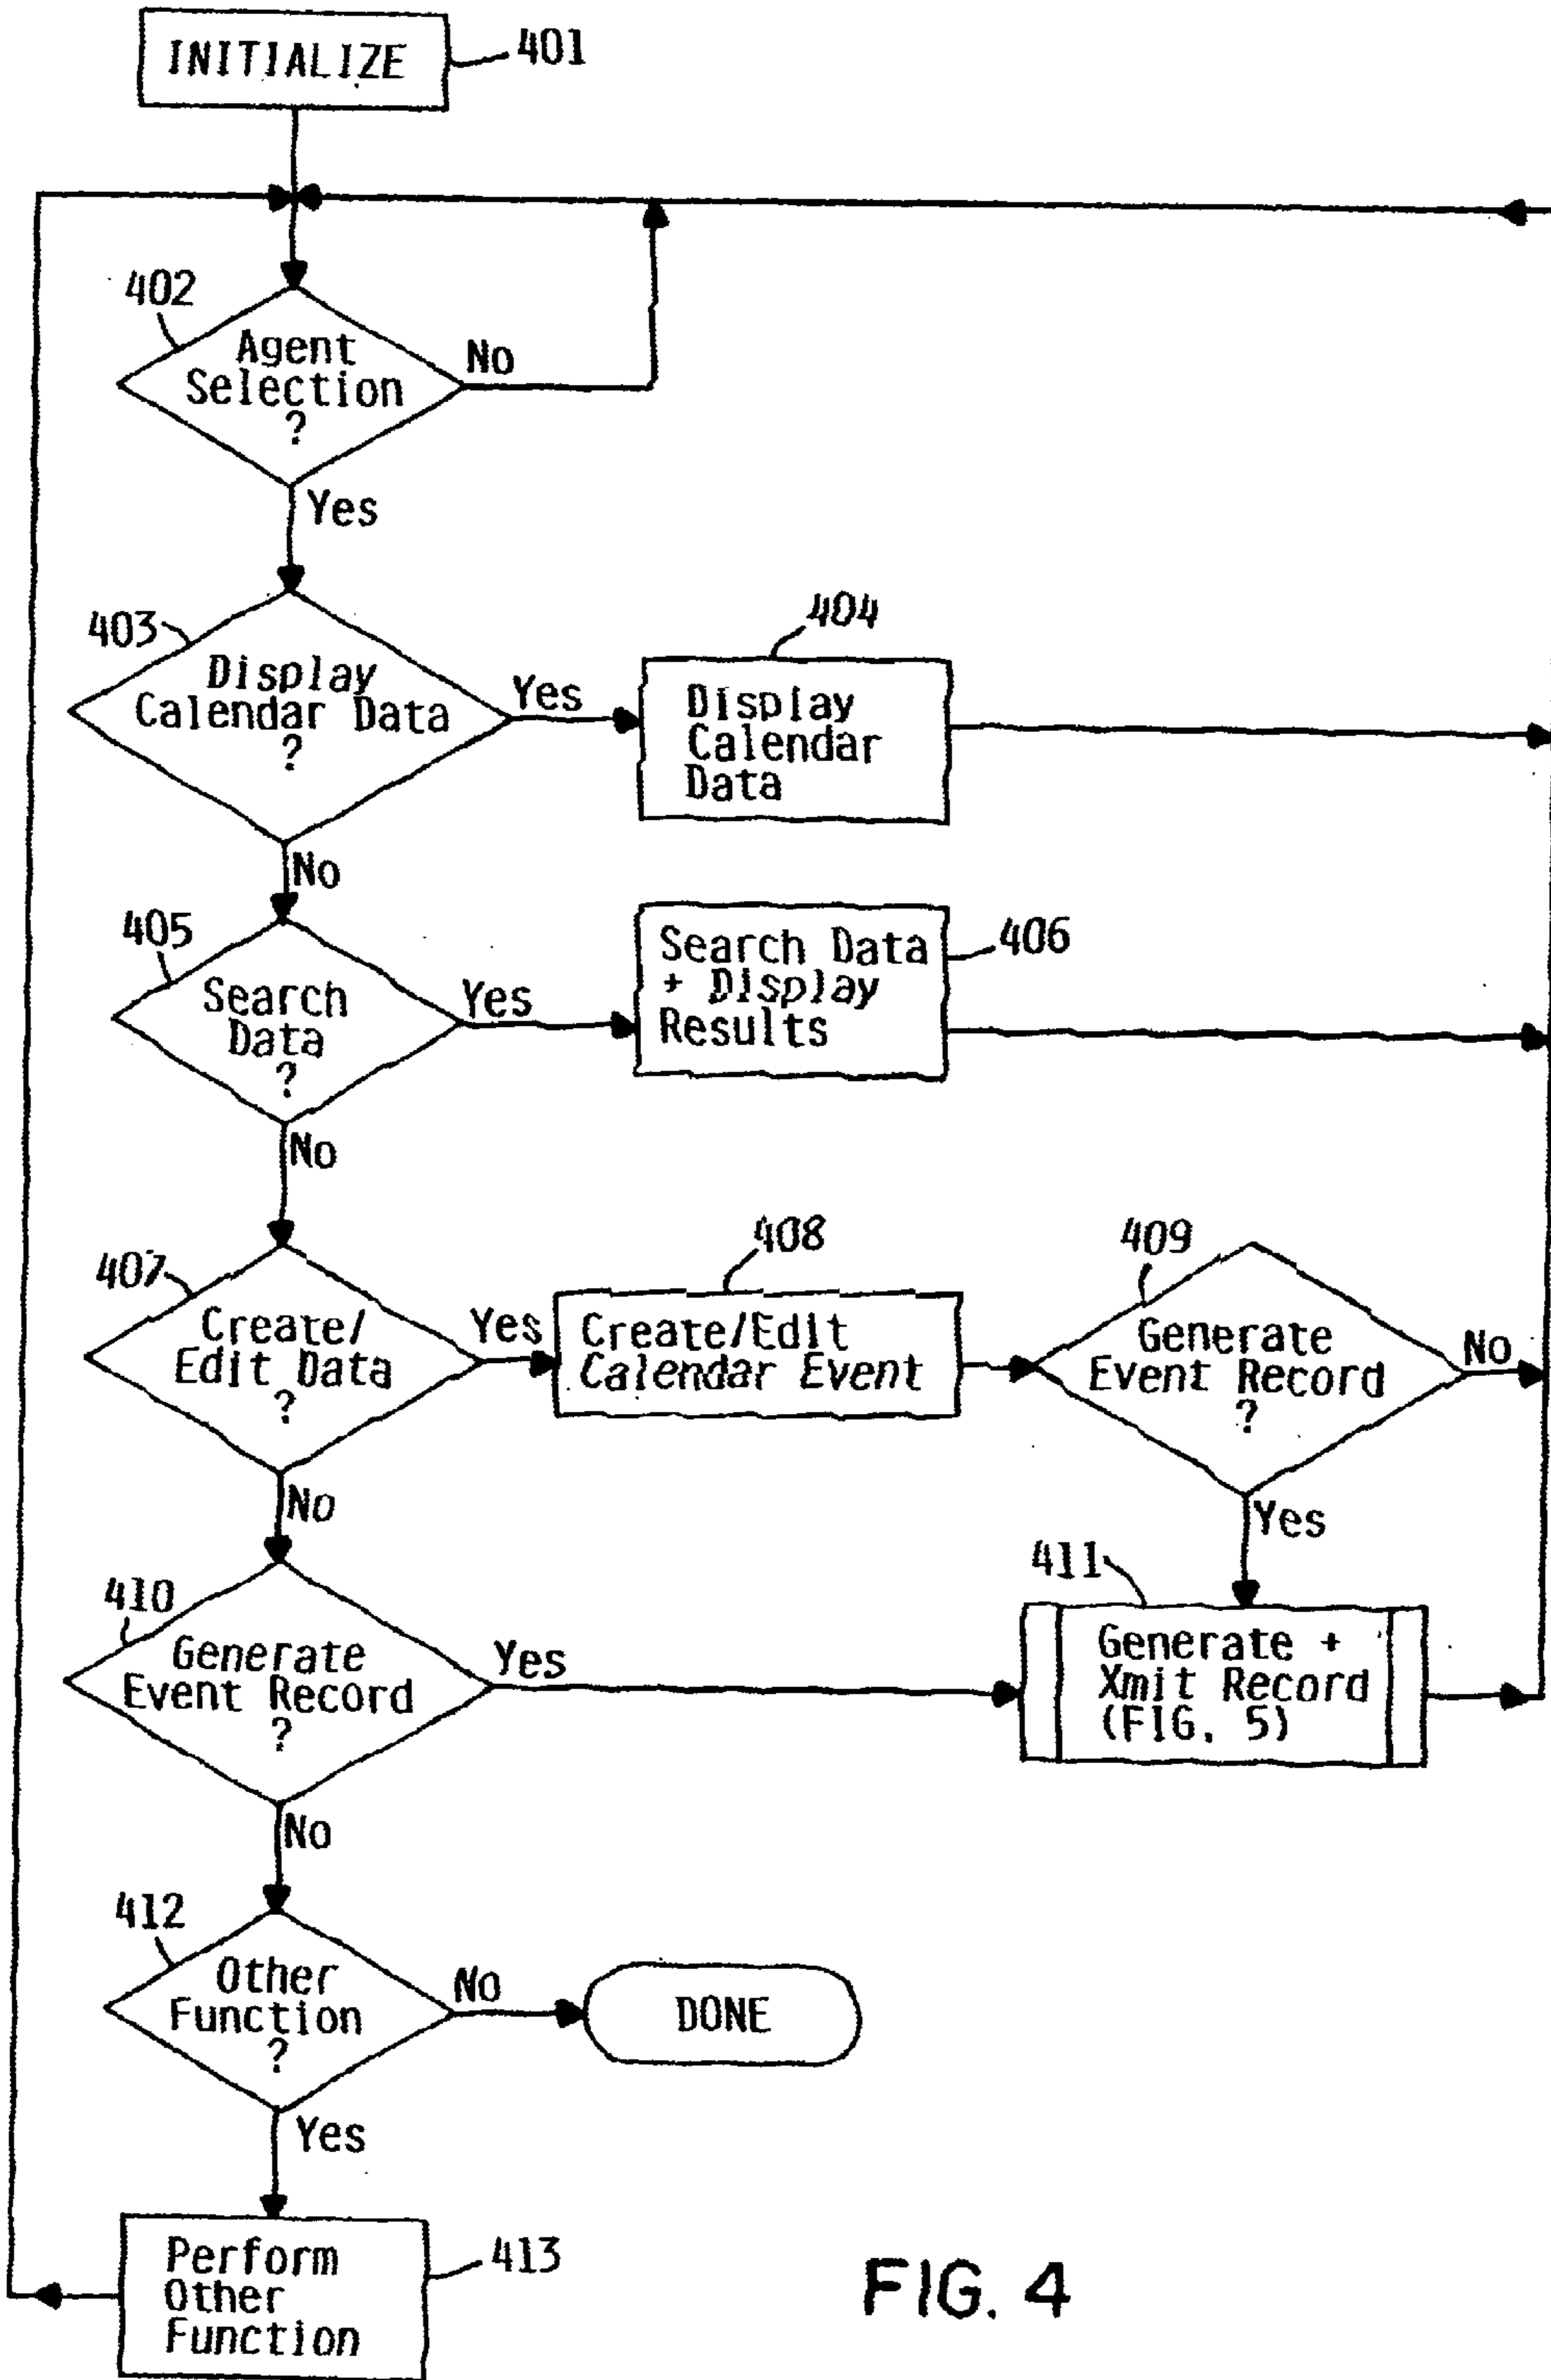 INITIALIZE
401
402
Agent
Selection
?
No
Yes
403
Display
Calendar Data
?
Yes
404
Display
Calendar
Data
No
405
Search
Data
?
Yes
Search Data
+ Display
Results
406
No
407
Create/
Edit Data
?
Yes
408
Create/Edit
Calendar Event
409
Generate
Event Record
?
No
Yes
No
410
Generate
Event Record
?
Yes
411
Generate +
Xmit Record
(FIG. 5)
No
412
Other
Function
?
No
DONE
Yes
Perform
Other
Function
413
FIG. 4